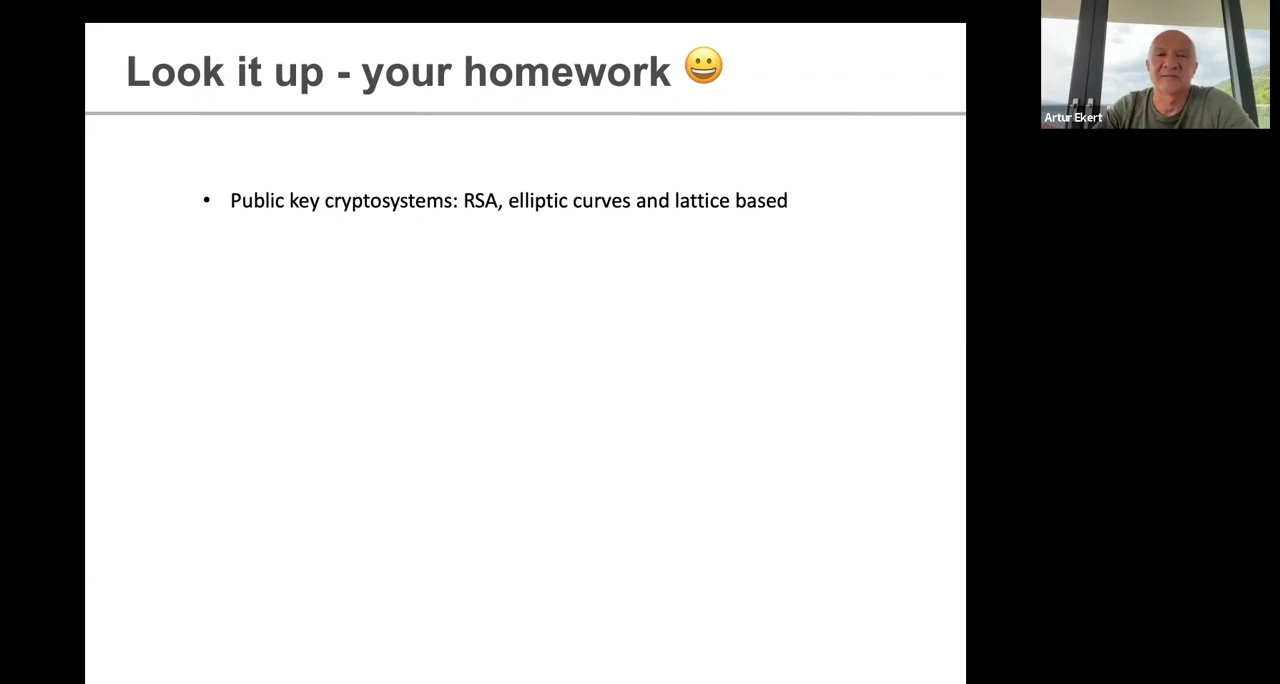 Look it up - your homework 😀
• Public key cryptosystems: RSA, elliptic curves and lattice based
Artur Ekert